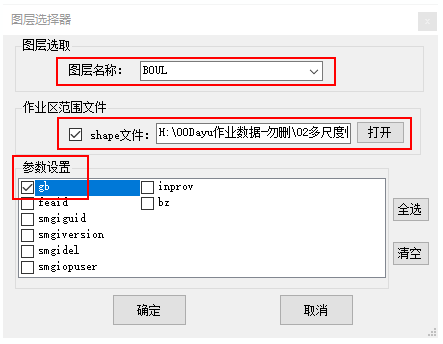 图层选择器
x
图层选取
图层名称： BOUL
作业区范围文件
shape文件： H:\00Dayu作业数据-勿删\02多尺度 打开
参数设置
gb inprov
feaid bz
smgiguid
smgiversion
smgidel
smgiopuser
全选
清空
确定 取消